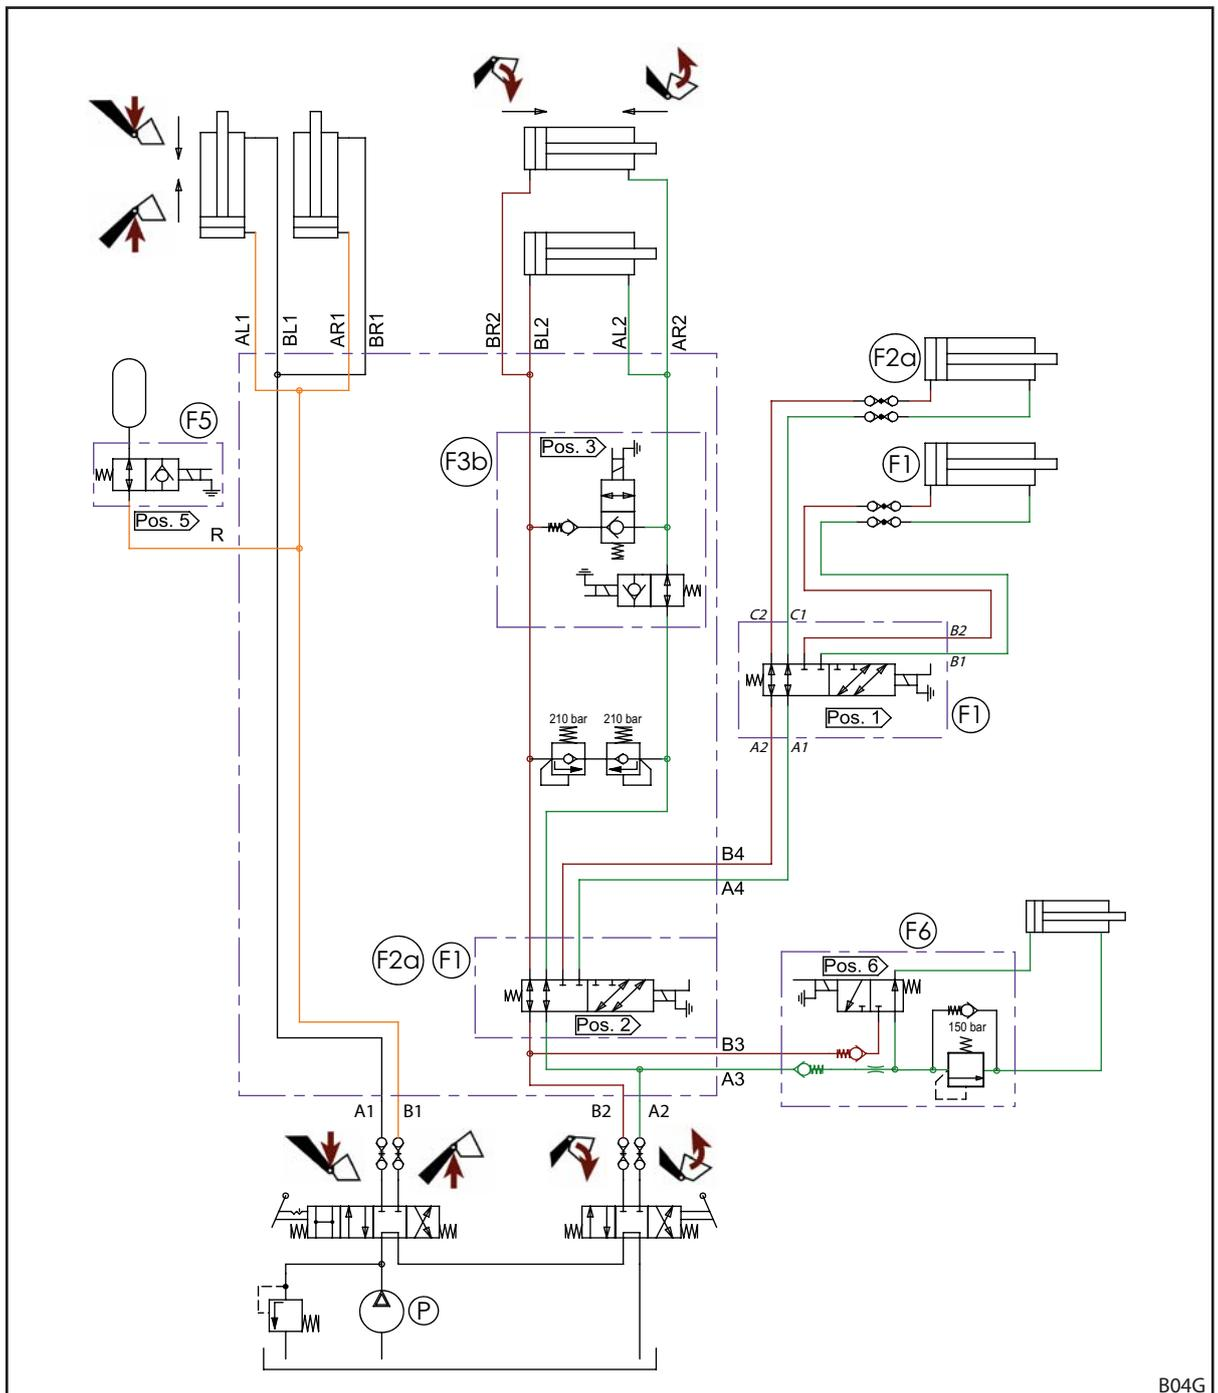 AL1
BL1
AR1
BR1
BR2
BL2
AL2
AR2
F2a
F5
F3b
Pos. 3
F1
Pos. 5
R
C2
C1
B2
B1
Pos. 1
F1
210 bar
210 bar
A2
A1
B4
A4
F2a
F1
F6
Pos. 6
Pos. 2
150 bar
B3
A3
A1
B1
B2
A2
P
B04G